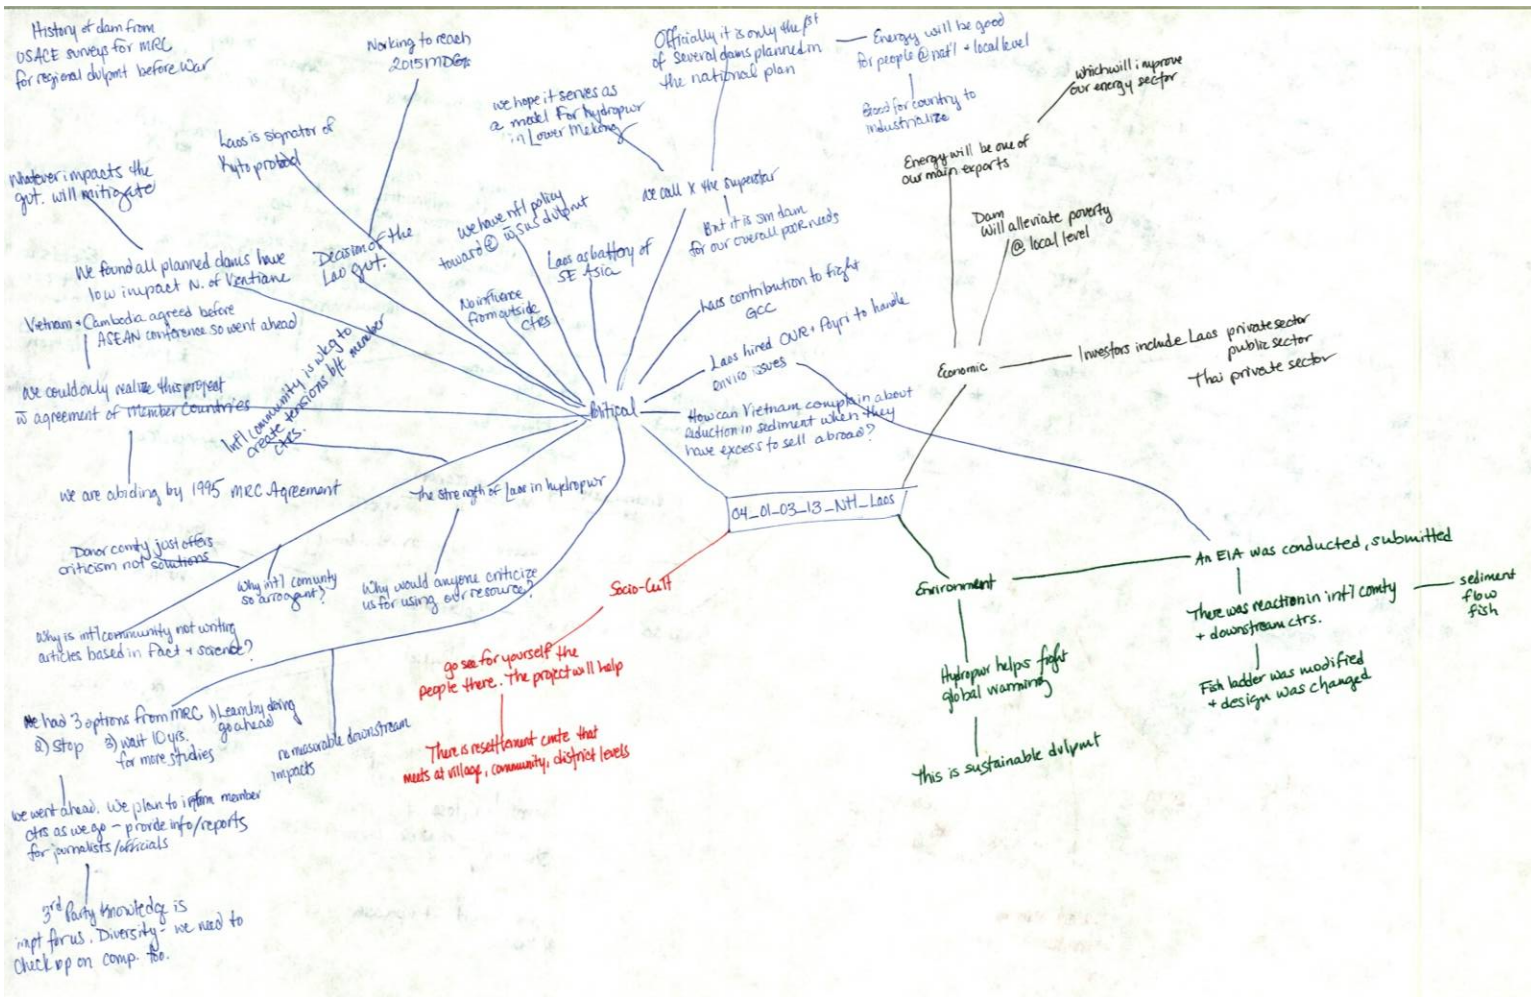 History of dam from
USACE surveys for MRC
for regional dvlpmt before war
Working to reach
2015 MDGs
Officially it is only the 1st
of several dams planned in
the national plan
Energy will be good
for people @ nat'l + local level
Good for country to
industrialize
which will improve
our energy sector
we hope it serves as
a model for hydropwr
in Lower Mekong
Laos is signator of
Kyto protocol
Whatever impacts the
gvt. will mitigate
Energy will be one of
our main exports
we call X the superstar
But it is sm dam
for our overall needs
Dam
Will alleviate poverty
@ local level
we have nt'l policy
toward w sus dvlpmt
Decision of the
Lao gvt.
Laos as battery of
SE Asia
We found all planned dams have
low impact N. of Ventiane
No influence
from outside
ctrs
Laos contribution to fight
GCC
Vietnam + Cambodia agreed before
ASEAN conference so went ahead
Laos hired CNR + Poyri to handle
enviro issues
Economic
Investors include Laos private sector
public sector
Thai private sector
we could only realize this project
w agreement of Member Countries
Int'l community is wkg to
create tensions btt member
ctrs.
Critical
How can Vietnam complain about
reduction in sediment when they
have excess to sell abroad?
we are abiding by 1995 MRC Agreement
The strength of Laos in hydropwr
04_01-03_13_NTL_Laos
Donor comty just offers
criticism not solutions
Why int'l comunty
so arrogant?
Why would anyone criticize
us for using our resource?
Socio-Cult
Environment
An EIA was conducted, submitted
There was reaction in int'l comty
+ downstream ctrs.
sediment
flow
fish
Fish ladder was modified
+ design was changed
Why is int'l community not writing
articles based in fact + science?
go see for yourself the
people there. The project will help
There is resettlement cmte that
meets at village, community, district levels
Hydropwr helps fight
global warming
This is sustainable dvlpmt
We had 3 options from MRC 1) Learn by doing
go ahead
2) Stop 3) wait 10 yrs.
for more studies
no measurable downstream
impacts
we went ahead. We plan to inform member
ctrs as we go - provide info/reports
for journalists/officials
3rd Party Knowledge is
impt for us. Diversity - we need to
check up on comp. too.